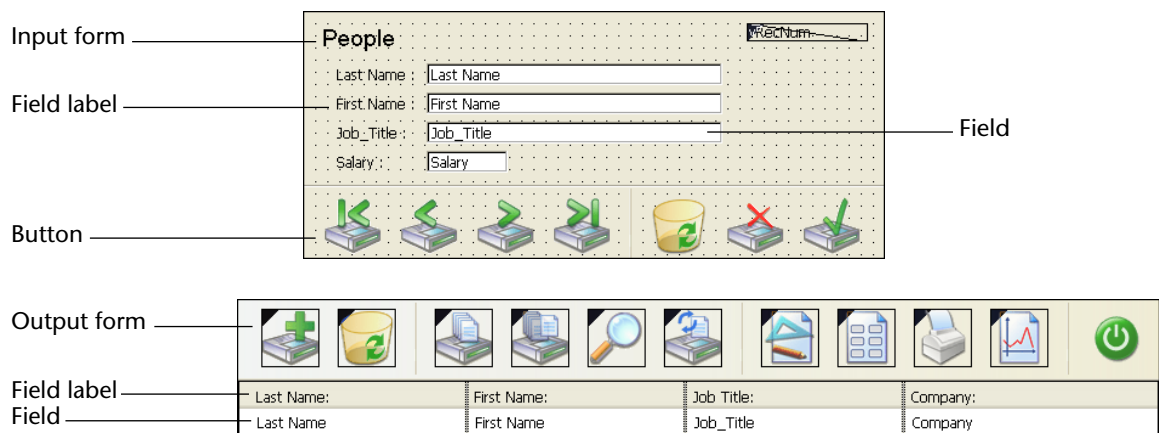 Input form
People
vRecNum
Last Name : Last Name
Field label
First Name : First Name
Job_Title : Job_Title
Field
Salary : Salary
Button
Output form
Field label
Last Name: First Name: Job Title: Company:
Field
Last Name First Name Job_Title Company